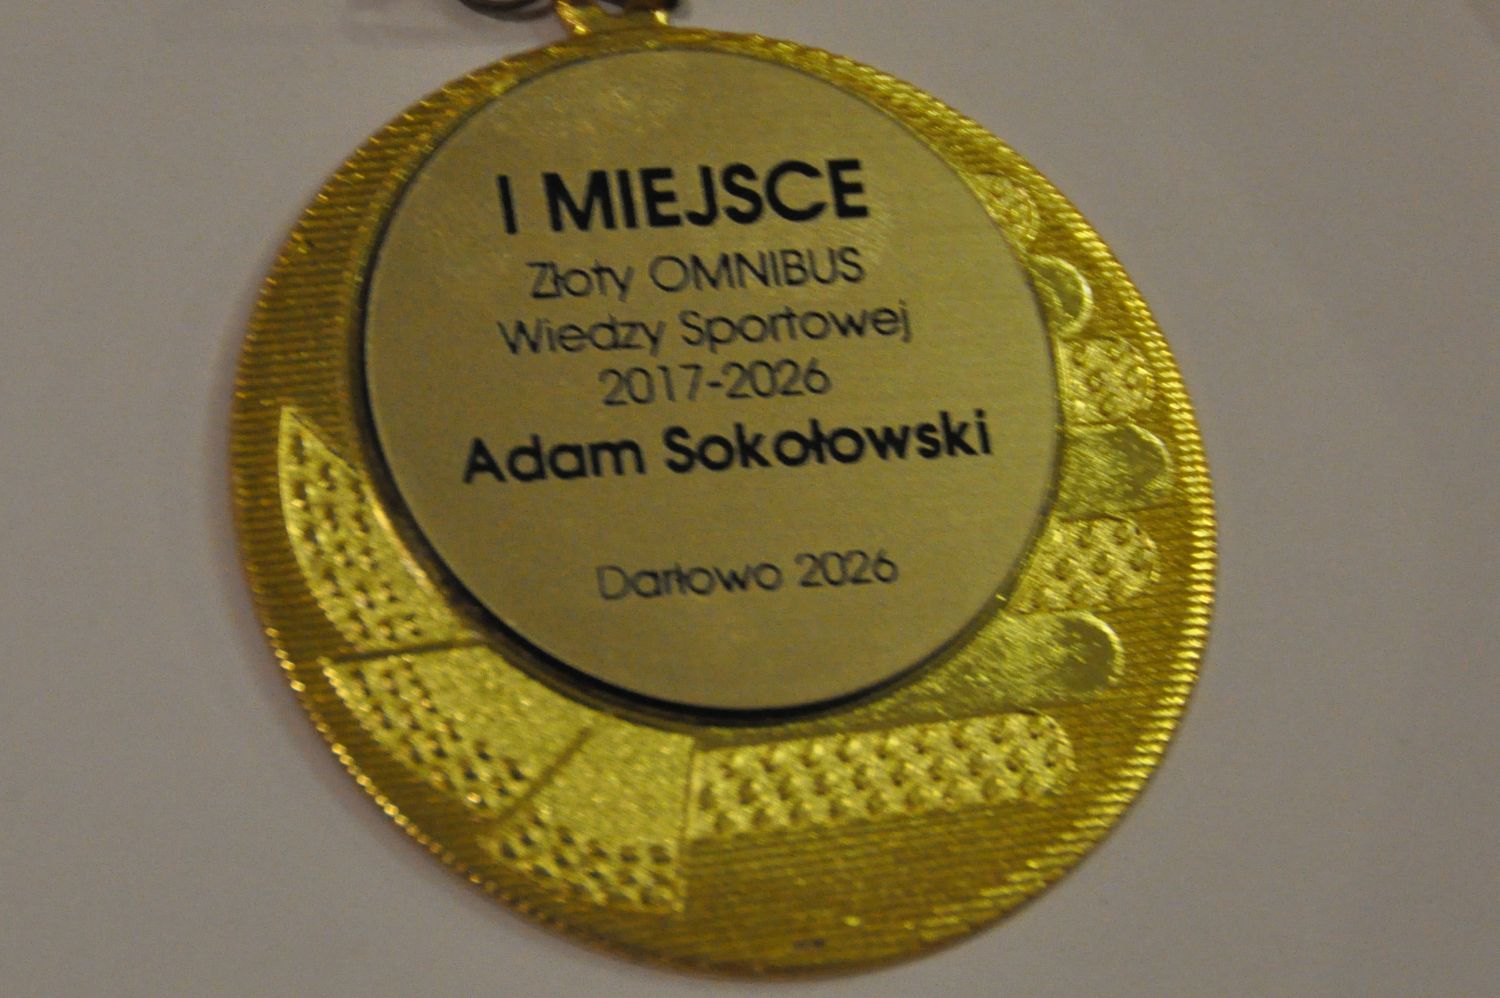 I MIEJSCE
Złoty OMNIBUS
Wiedzy Sportowej
2017-2026
Adam Sokołowski
Darłowo 2026